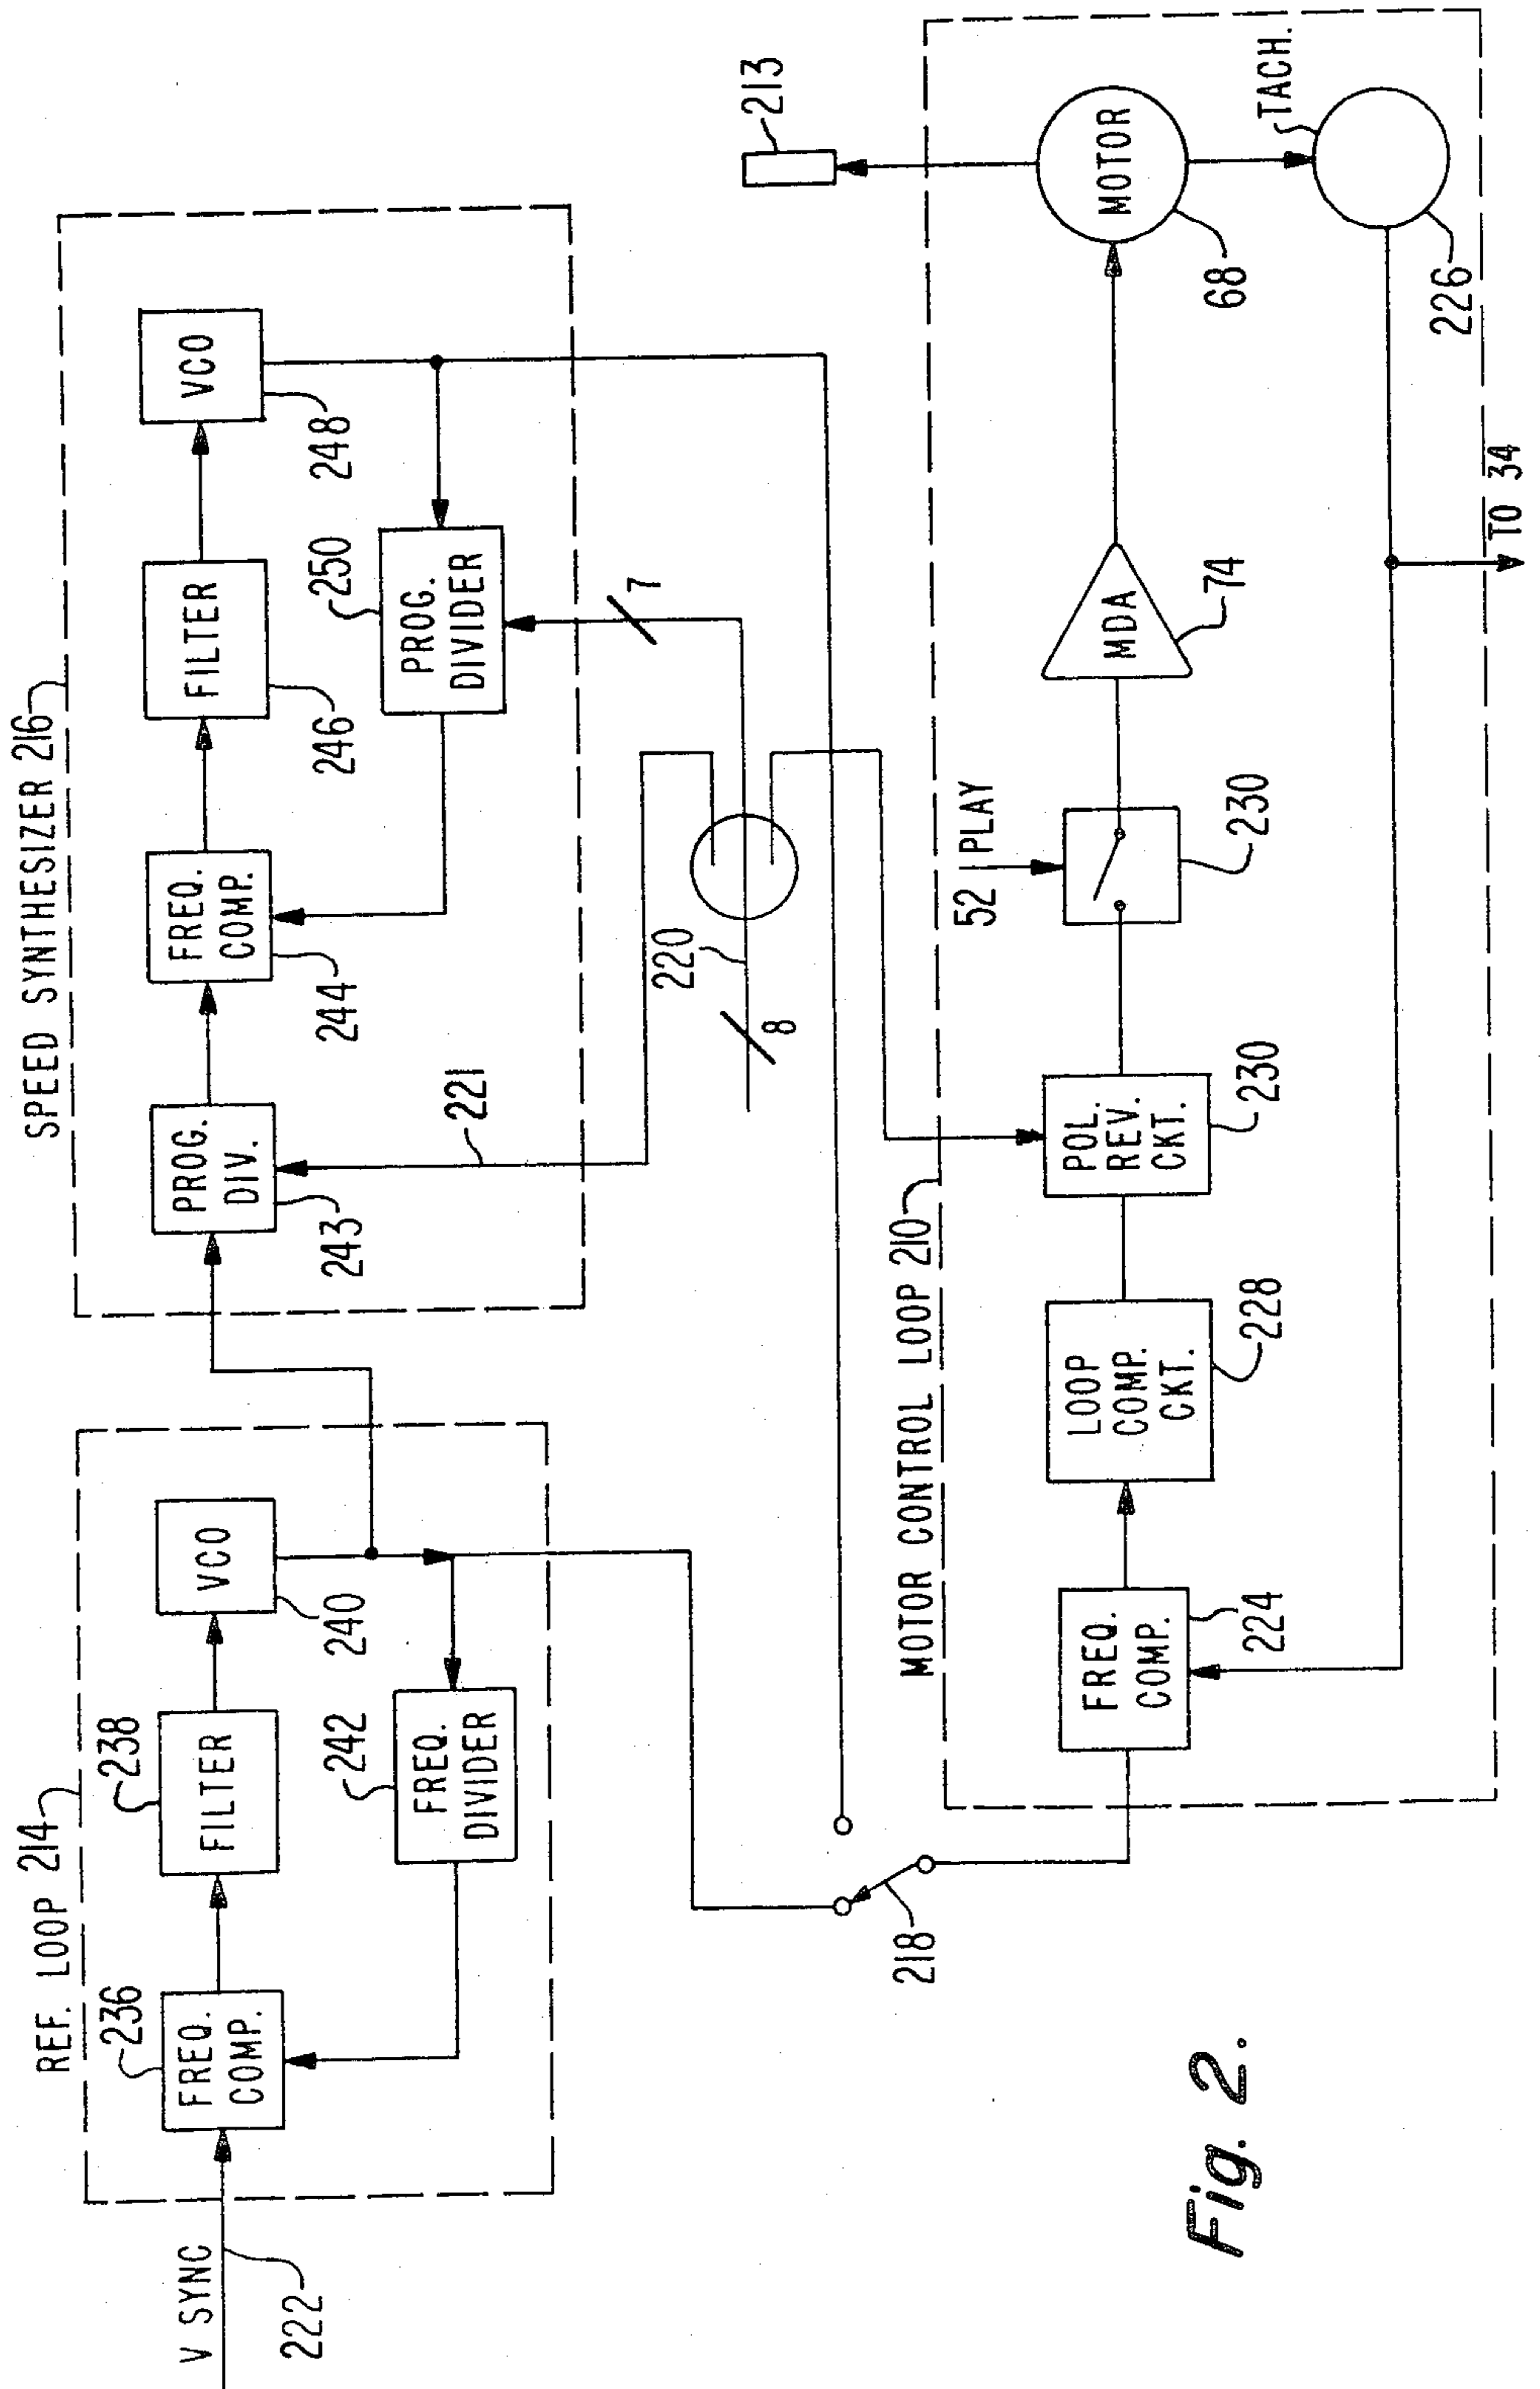 SPEED SYNTHESIZER 216
REF. LOOP 214
V SYNC
222
236
FREQ.
COMP.
238
FILTER
VCO
240
242
FREQ.
DIVIDER
PROG.
DIV.
243
FREQ.
COMP.
244
FILTER
246
VCO
248
250
PROG.
DIVIDER
221
220
8
7
213
218
MOTOR CONTROL LOOP 210
FREQ.
COMP.
224
LOOP
COMP.
CKT.
228
POL.
REV.
CKT.
230
52
PLAY
230
MDA
74
MOTOR
68
TACH.
226
TO 34
Fig. 2.